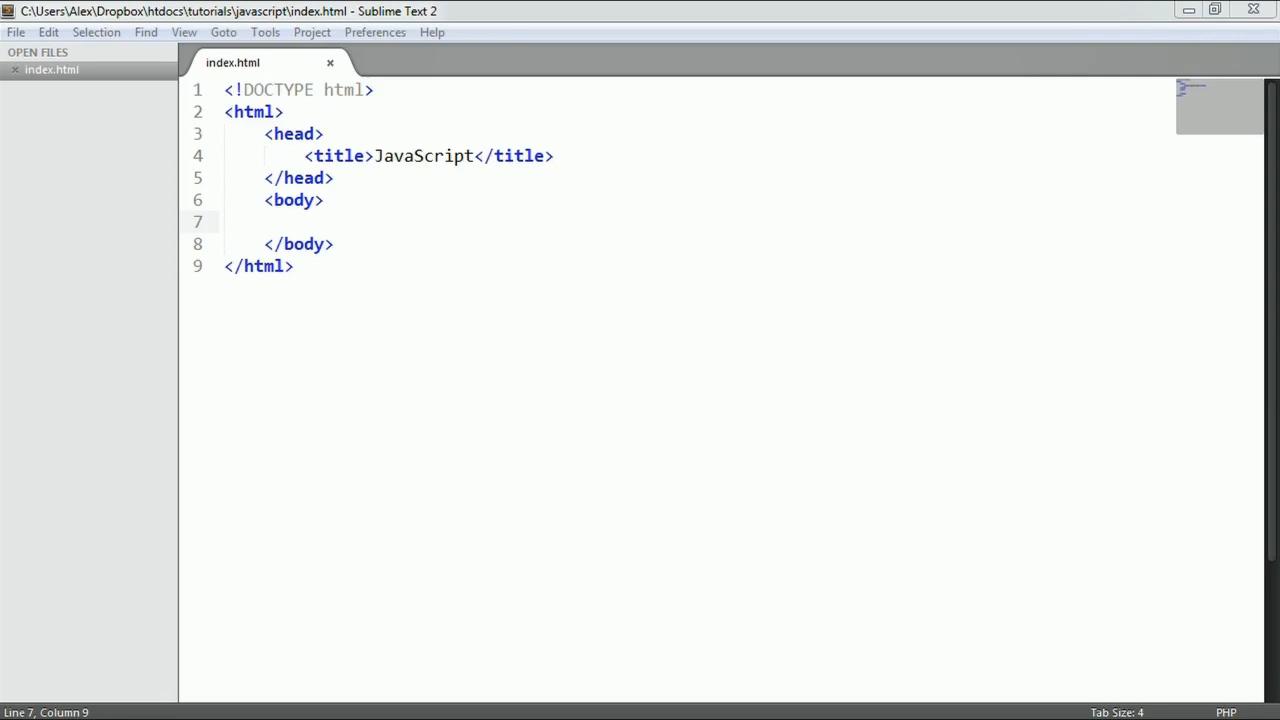 C:\Users\Alex\Dropbox\htdocs\tutorials\javascript\index.html - Sublime Text 2
File Edit Selection Find View Goto Tools Project Preferences Help
OPEN FILES
index.html
index.html
1 <!DOCTYPE html>
2 <html>
3 <head>
4 <title>JavaScript</title>
5 </head>
6 <body>
7
8 </body>
9 </html>
Line 7, Column 9
Tab Size: 4
PHP